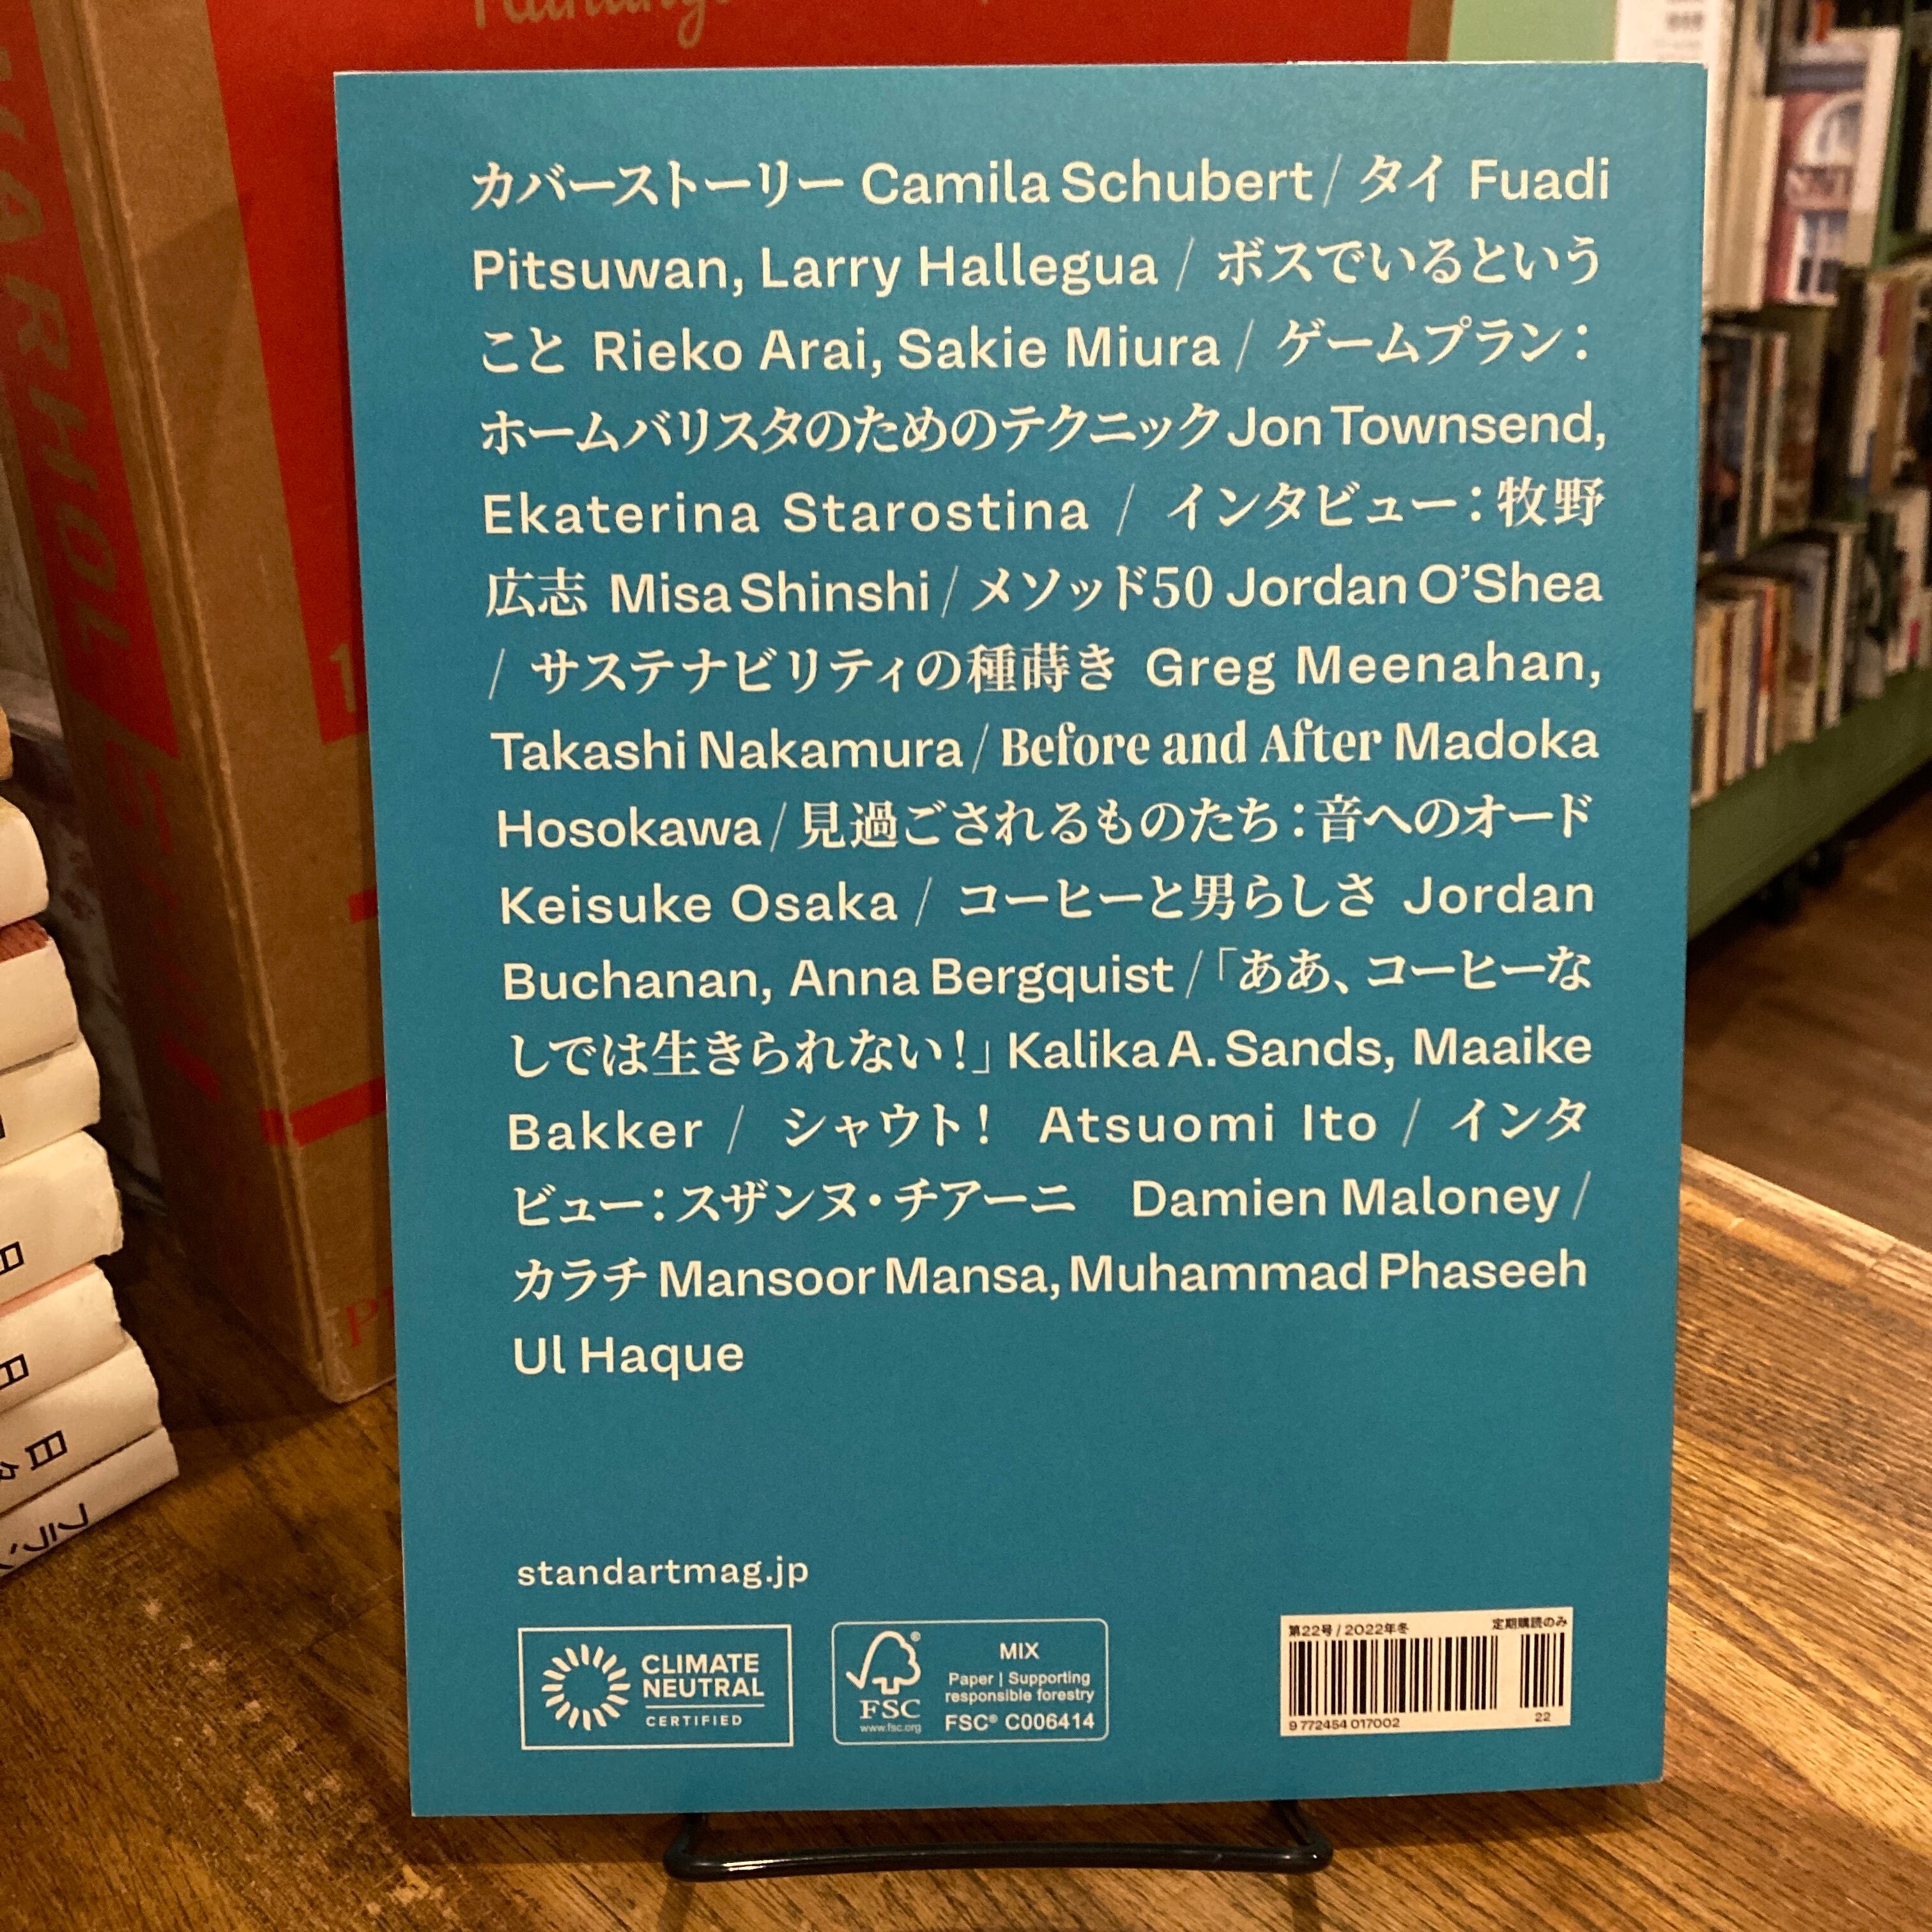 カバーストーリー Camila Schubert / タイ Fuadi
Pitsuwan, Larry Hallegua / ボスでいるという
こと Rieko Arai, Sakie Miura / ゲームプラン：
ホームバリスタのためのテクニック Jon Townsend,
Ekaterina Starostina / インタビュー：牧野
広志 Misa Shinshi / メソッド50 Jordan O’Shea
/ サステナビリティの種蒔き Greg Meenahan,
Takashi Nakamura / Before and After Madoka
Hosokawa / 見過ごされるものたち：音へのオード
Keisuke Osaka / コーヒーと男らしさ Jordan
Buchanan, Anna Bergquist /「ああ、コーヒーな
しでは生きられない！」Kalika A. Sands, Maaike
Bakker / シャウト！ Atsuomi Ito / インタ
ビュー：スザンヌ・チアーニ Damien Maloney /
カラチ Mansoor Mansa, Muhammad Phaseeh
Ul Haque
standartmag.jp
CLIMATE
NEUTRAL
CERTIFIED
FSC
www.fsc.org
MIX
Paper | Supporting
responsible forestry
FSC® C006414
第22号 / 2022年冬 定期購読のみ
9 772454 017002
22